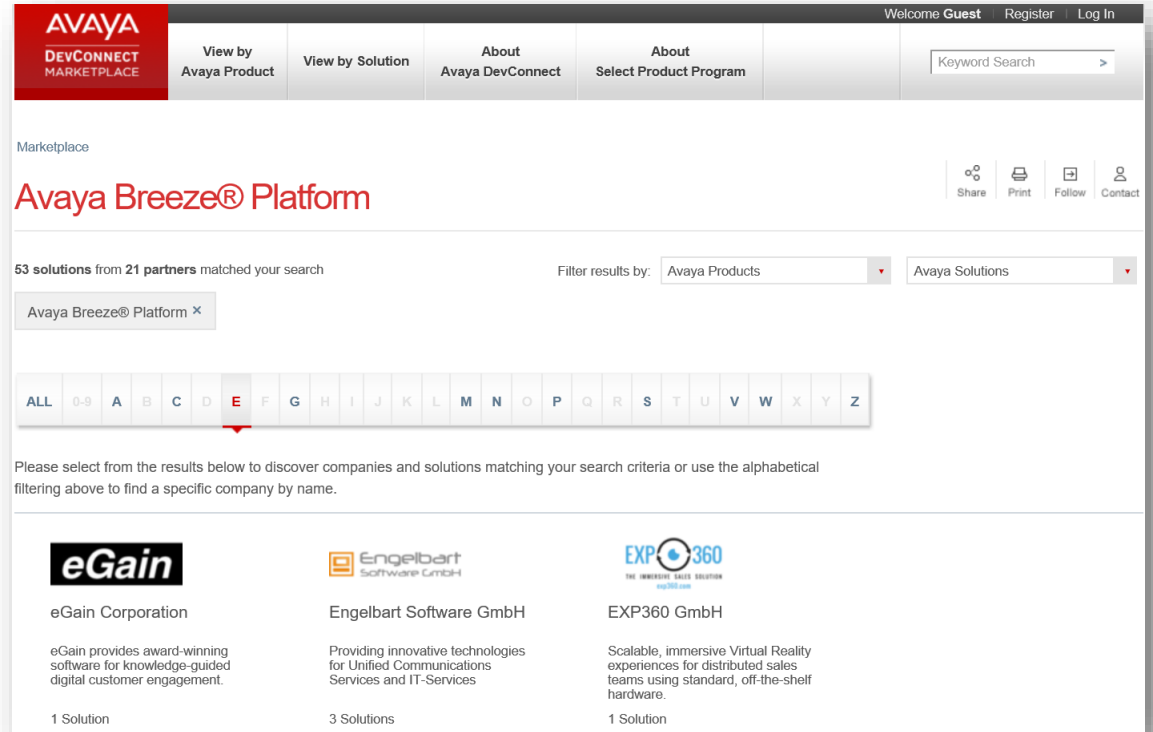 AVAYA
DEVCONNECT
MARKETPLACE
Welcome Guest | Register | Log In
View by
Avaya Product
View by Solution
About
Avaya DevConnect
About
Select Product Program
Keyword Search >
Marketplace
Avaya Breeze® Platform
Share Print Follow Contact
53 solutions from 21 partners matched your search
Filter results by: Avaya Products Avaya Solutions
Avaya Breeze® Platform ×
ALL 0-9 A B C D E F G H I J K L M N O P Q R S T U V W X Y Z
Please select from the results below to discover companies and solutions matching your search criteria or use the alphabetical
filtering above to find a specific company by name.
eGain
eGain Corporation
eGain provides award-winning
software for knowledge-guided
digital customer engagement.
1 Solution
Engelbart
Software GmbH
Engelbart Software GmbH
Providing innovative technologies
for Unified Communications
Services and IT-Services
3 Solutions
EXP 360
THE IMMERSIVE SALES SOLUTION
exp360.com
EXP360 GmbH
Scalable, immersive Virtual Reality
experiences for distributed sales
teams using standard, off-the-shelf
hardware.
1 Solution